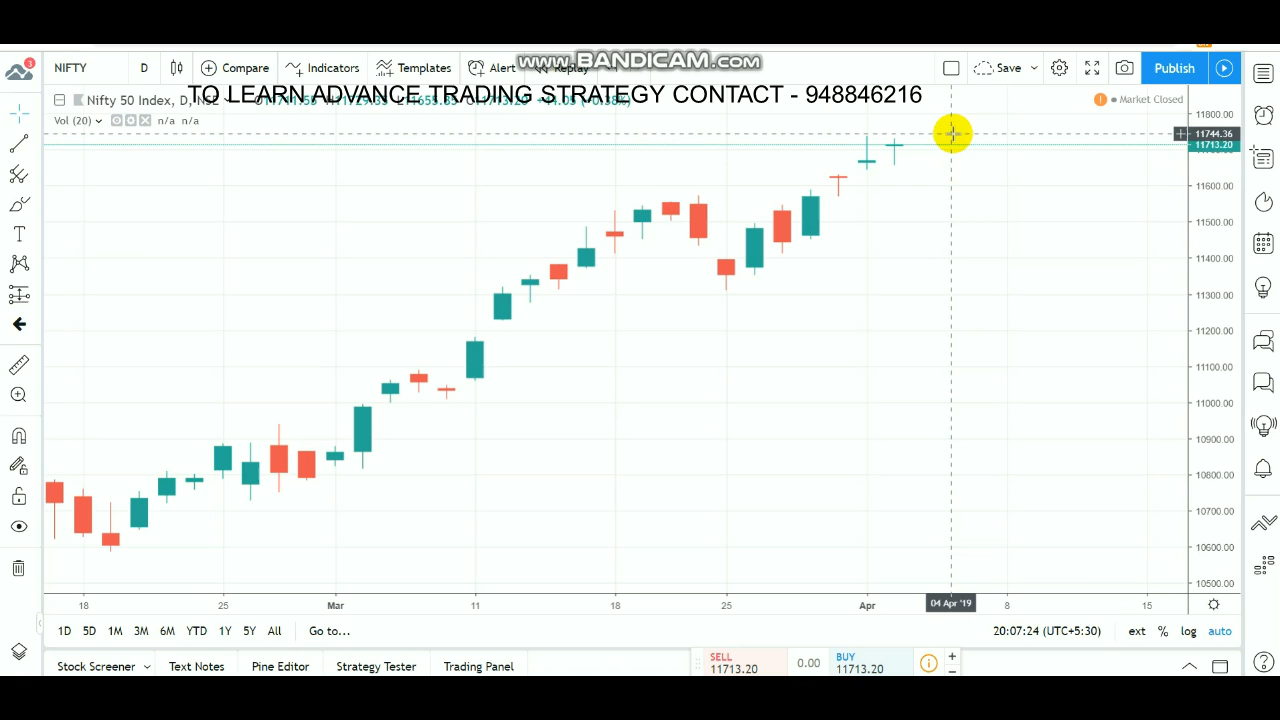 www.BANDICAM.com
3
NIFTY D Compare Indicators Templates Alert Replay Save Publish
TO LEARN ADVANCE TRADING STRATEGY CONTACT - 948846216
Nifty 50 Index, D, NSE
Market Closed
Vol (20) n/a n/a
11800.00
11744.36
11713.20
11600.00
11500.00
11400.00
11300.00
11200.00
11100.00
11000.00
10900.00
10800.00
10700.00
10600.00
10500.00
18 25 Mar 11 18 25 Apr 04 Apr '19 8 15
1D 5D 1M 3M 6M YTD 1Y 5Y All Go to... 20:07:24 (UTC+5:30) ext % log auto
Stock Screener Text Notes Pine Editor Strategy Tester Trading Panel
SELL 0.00 BUY
11713.20 11713.20